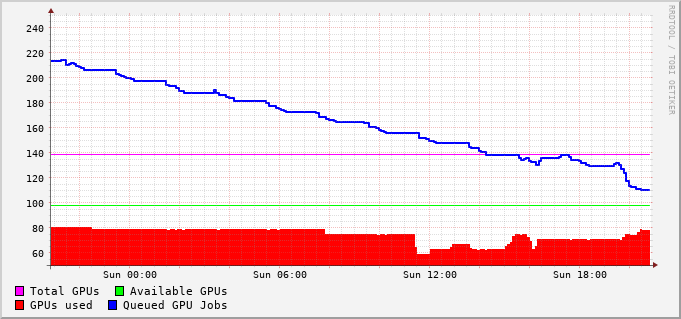 240
220
200
180
160
140
120
100
80
60
Sun 00:00 Sun 06:00 Sun 12:00 Sun 18:00
Total GPUs Available GPUs
GPUs used Queued GPU Jobs
RRDTOOL / TOBI OETIKER